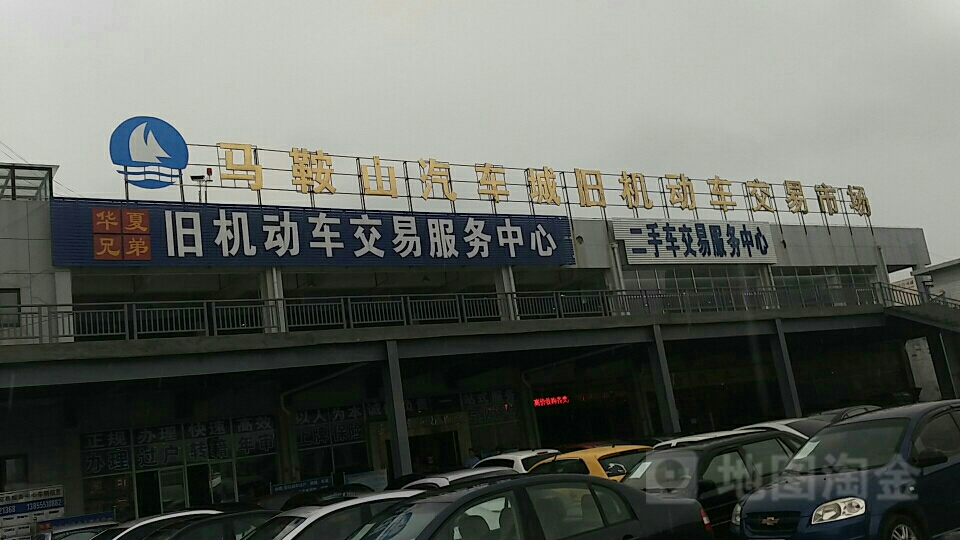 马鞍山汽车城旧机动车交易市场
华夏
兄弟
旧机动车交易服务中心
二手车交易服务中心
正规 办理 快速 高效
办理 过户 转籍 年审
以人为本
13855551862
地图淘金